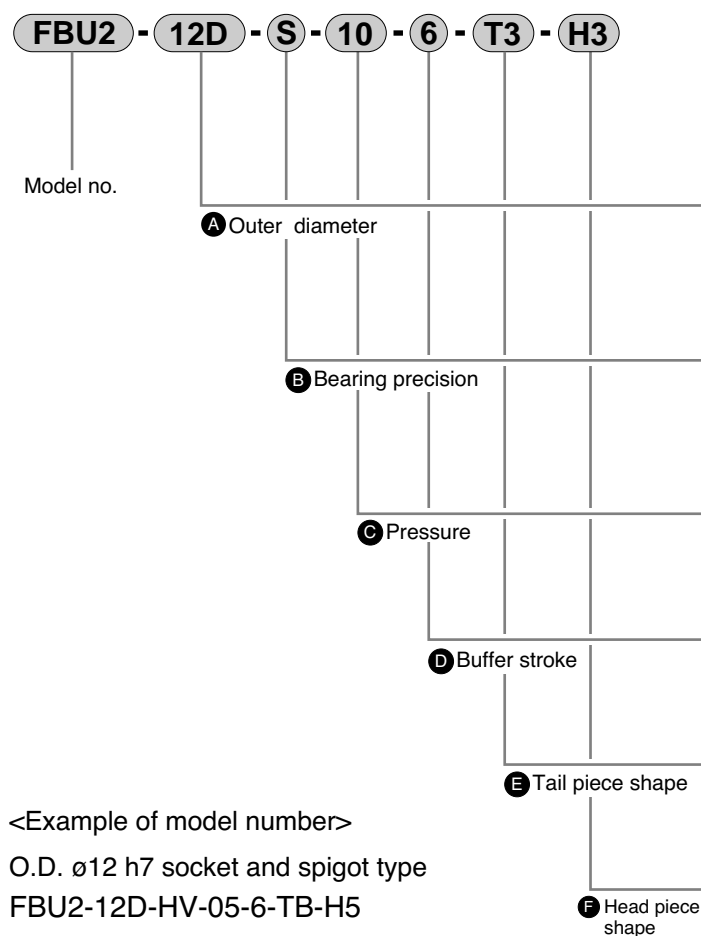 FBU2 - 12D - S - 10 - 6 - T3 - H3
Model no.
A Outer diameter
B Bearing precision
C Pressure
D Buffer stroke
E Tail piece shape
<Example of model number>
O.D. ø12 h7 socket and spigot type
FBU2-12D-HV-05-6-TB-H5
F Head piece
shape